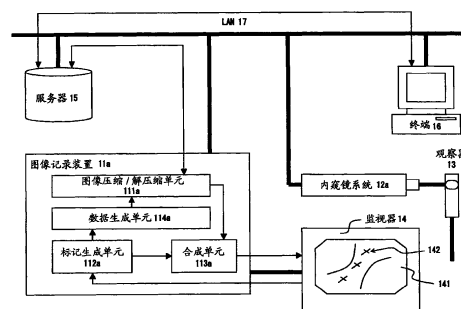 LAN 17
服务器 15
终端 16
图像记录装置 11a
图像压缩/解压缩单元
111a
数据生成单元 114a
标记生成单元
112a
合成单元
113a
内窥镜系统 12a
观察器
13
监视器 14
142
141